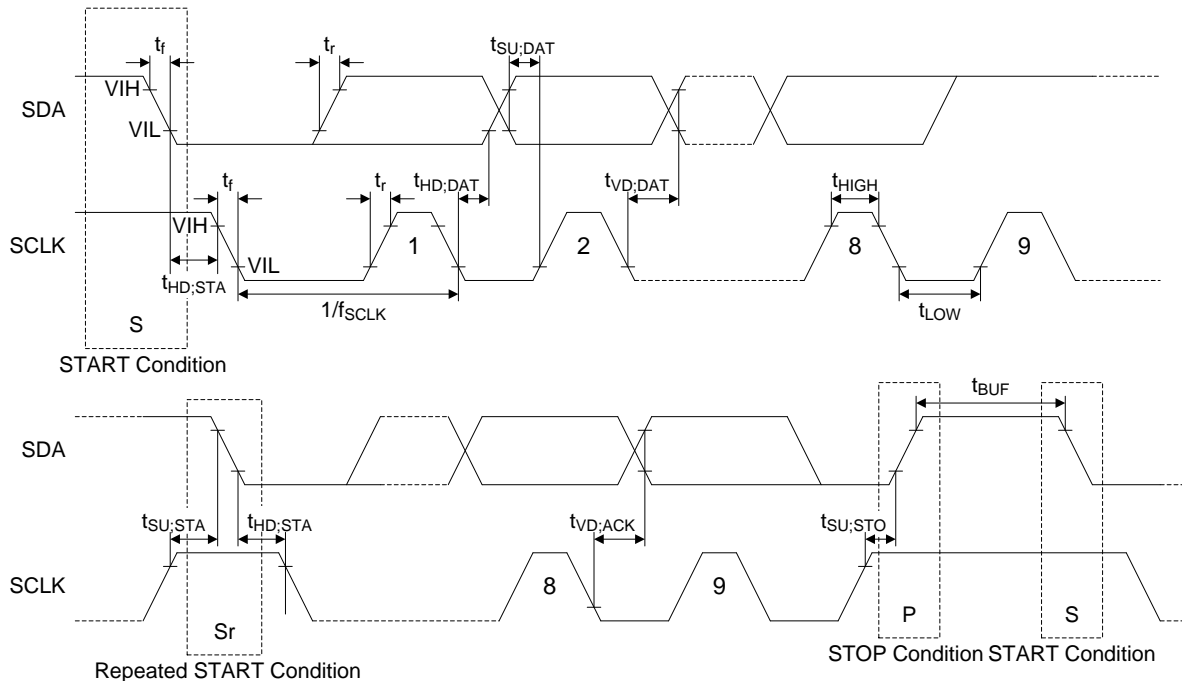 tf
tr
tSU;DAT
VIH
SDA
VIL
tf
tr
tHD;DAT
tVD;DAT
tHIGH
VIH
SCLK
1
2
8
9
VIL
tHD;STA
1/fSCLK
tLOW
S
START Condition
tBUF
SDA
tSU;STA
tHD;STA
tVD;ACK
tSU;STO
SCLK
8
9
Sr
P
S
Repeated START Condition
STOP Condition
START Condition